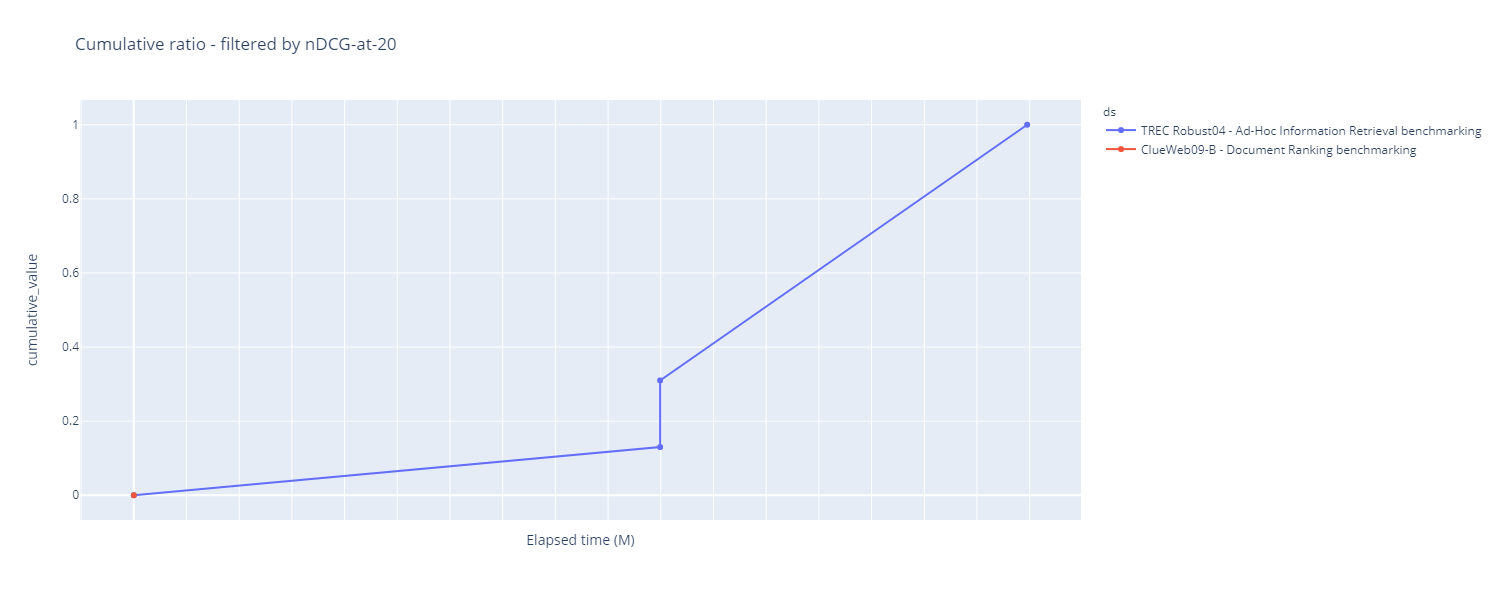 Cumulative ratio - filtered by nDCG-at-20
ds
TREC Robust04 - Ad-Hoc Information Retrieval benchmarking
ClueWeb09-B - Document Ranking benchmarking
cumulative_value
1
0.8
0.6
0.4
0.2
0
Elapsed time (M)